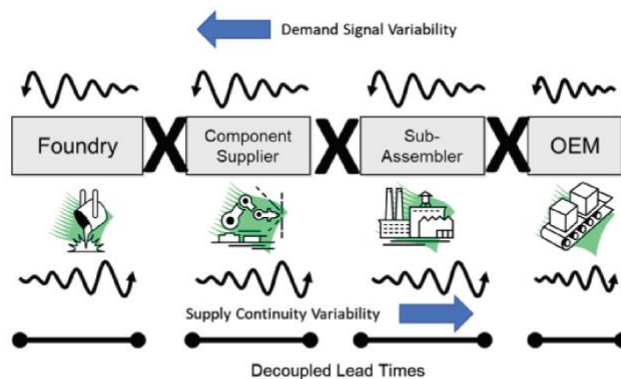 Demand Signal Variability
Foundry
Component
Supplier
Sub-
Assembler
OEM
Supply Continuity Variability
Decoupled Lead Times